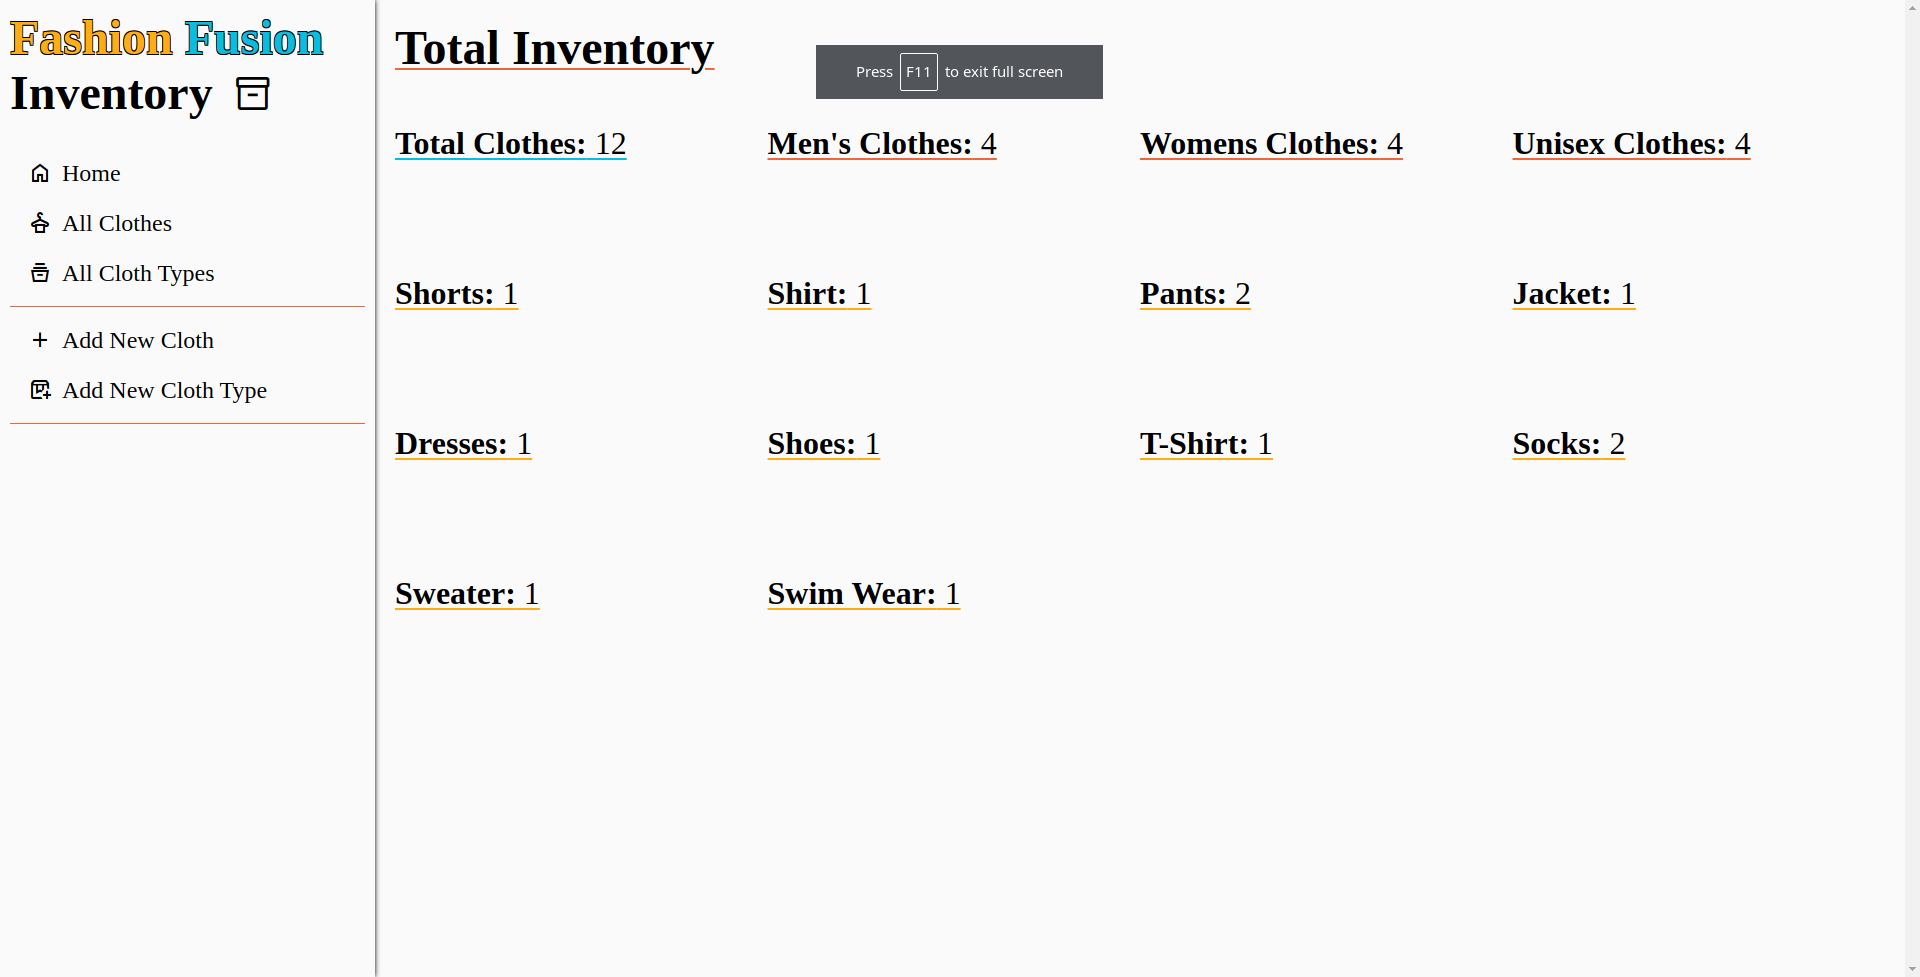 Fashion Fusion
Inventory
Home
All Clothes
All Cloth Types
Add New Cloth
Add New Cloth Type
Total Inventory
Press F11 to exit full screen
Total Clothes: 12
Men's Clothes: 4
Womens Clothes: 4
Unisex Clothes: 4
Shorts: 1
Shirt: 1
Pants: 2
Jacket: 1
Dresses: 1
Shoes: 1
T-Shirt: 1
Socks: 2
Sweater: 1
Swim Wear: 1